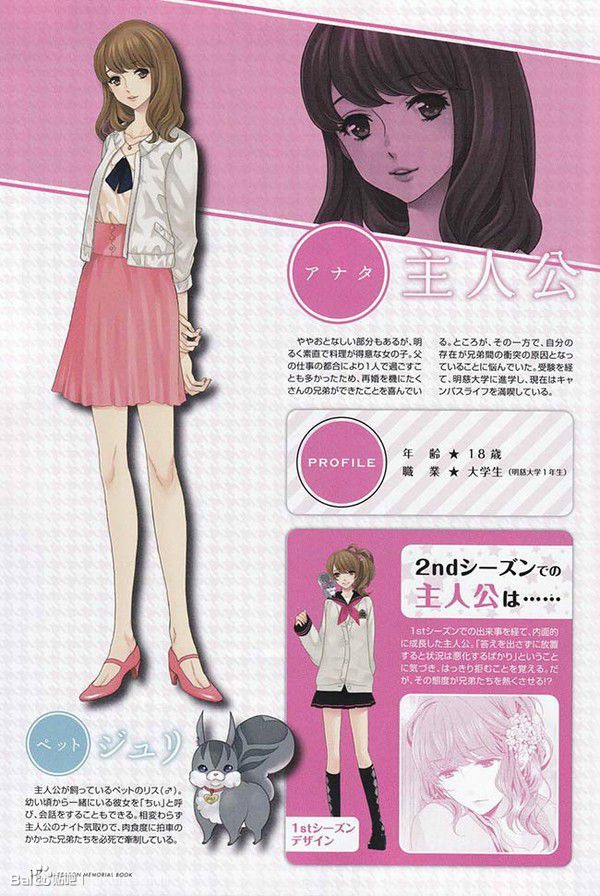 アナタ
主人公
ややおとなしい部分もあるが、明
るく素直で料理が得意な女の子。父
の仕事の都合により1人で過ごすこ
とも多かったため、再婚を機にたく
さんの兄弟ができたことを喜んでい
る。ところが、その一方で、自分の
存在が兄弟間の衝突の原因となっ
ていることに悩んでいた。受験を経
て、明慈大学に進学し、現在はキャ
ンパスライフを満喫している。
PROFILE
年 齢 ★ 18歳
職 業 ★ 大学生 (明慈大学1年生)
2ndシーズンでの
主人公は……
1stシーズンでの出来事を経て、内面的
に成長した主人公。「答えを出さずに放置
すると状況は悪化するばかり」ということ
に気づき、はっきり拒むことを覚える。だ
が、その態度が兄弟たちを熱くさせる!?
1stシーズン
デザイン
ペット
ジュリ
主人公が飼っているペットのリス(♂)。
幼い頃から一緒にいる彼女を「ちぃ」と呼
び、会話をすることもできる。相変わらず
主人公のナイト気取りで、肉食度に拍車の
かかった兄弟たちを必死で牽制している。
MEMORIAL BOOK
Bai 贴吧